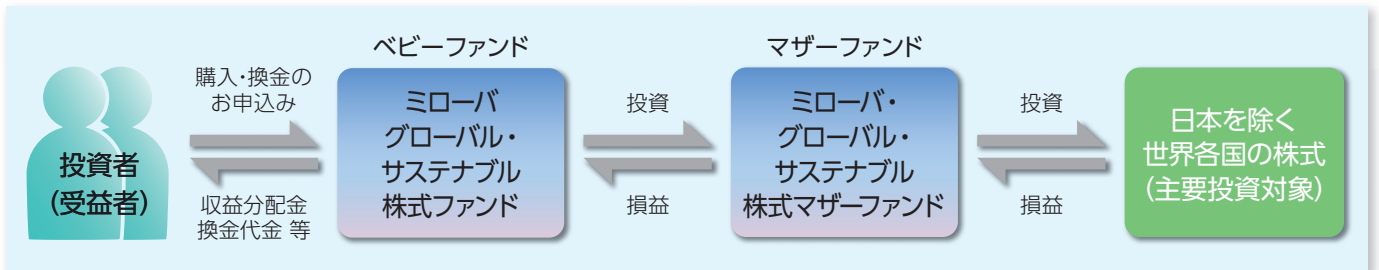 投資者
(受益者)
購入・換金の
お申込み
収益分配金
換金代金 等
ベビーファンド
ミローバ
グローバル・
サステナブル
株式ファンド
投資
損益
マザーファンド
ミローバ・
グローバル・
サステナブル
株式マザーファンド
投資
損益
日本を除く
世界各国の株式
(主要投資対象)